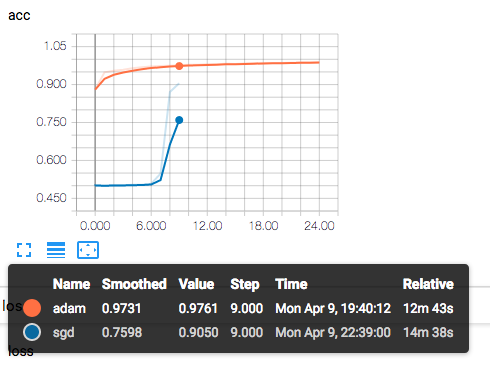 acc
1.05
0.900
0.750
0.600
0.450
0.000 6.000 12.00 18.00 24.00
Name Smoothed Value Step Time Relative
adam 0.9731 0.9761 9.000 Mon Apr 9, 19:40:12 12m 43s
sgd 0.7598 0.9050 9.000 Mon Apr 9, 22:39:00 14m 38s
los
loss